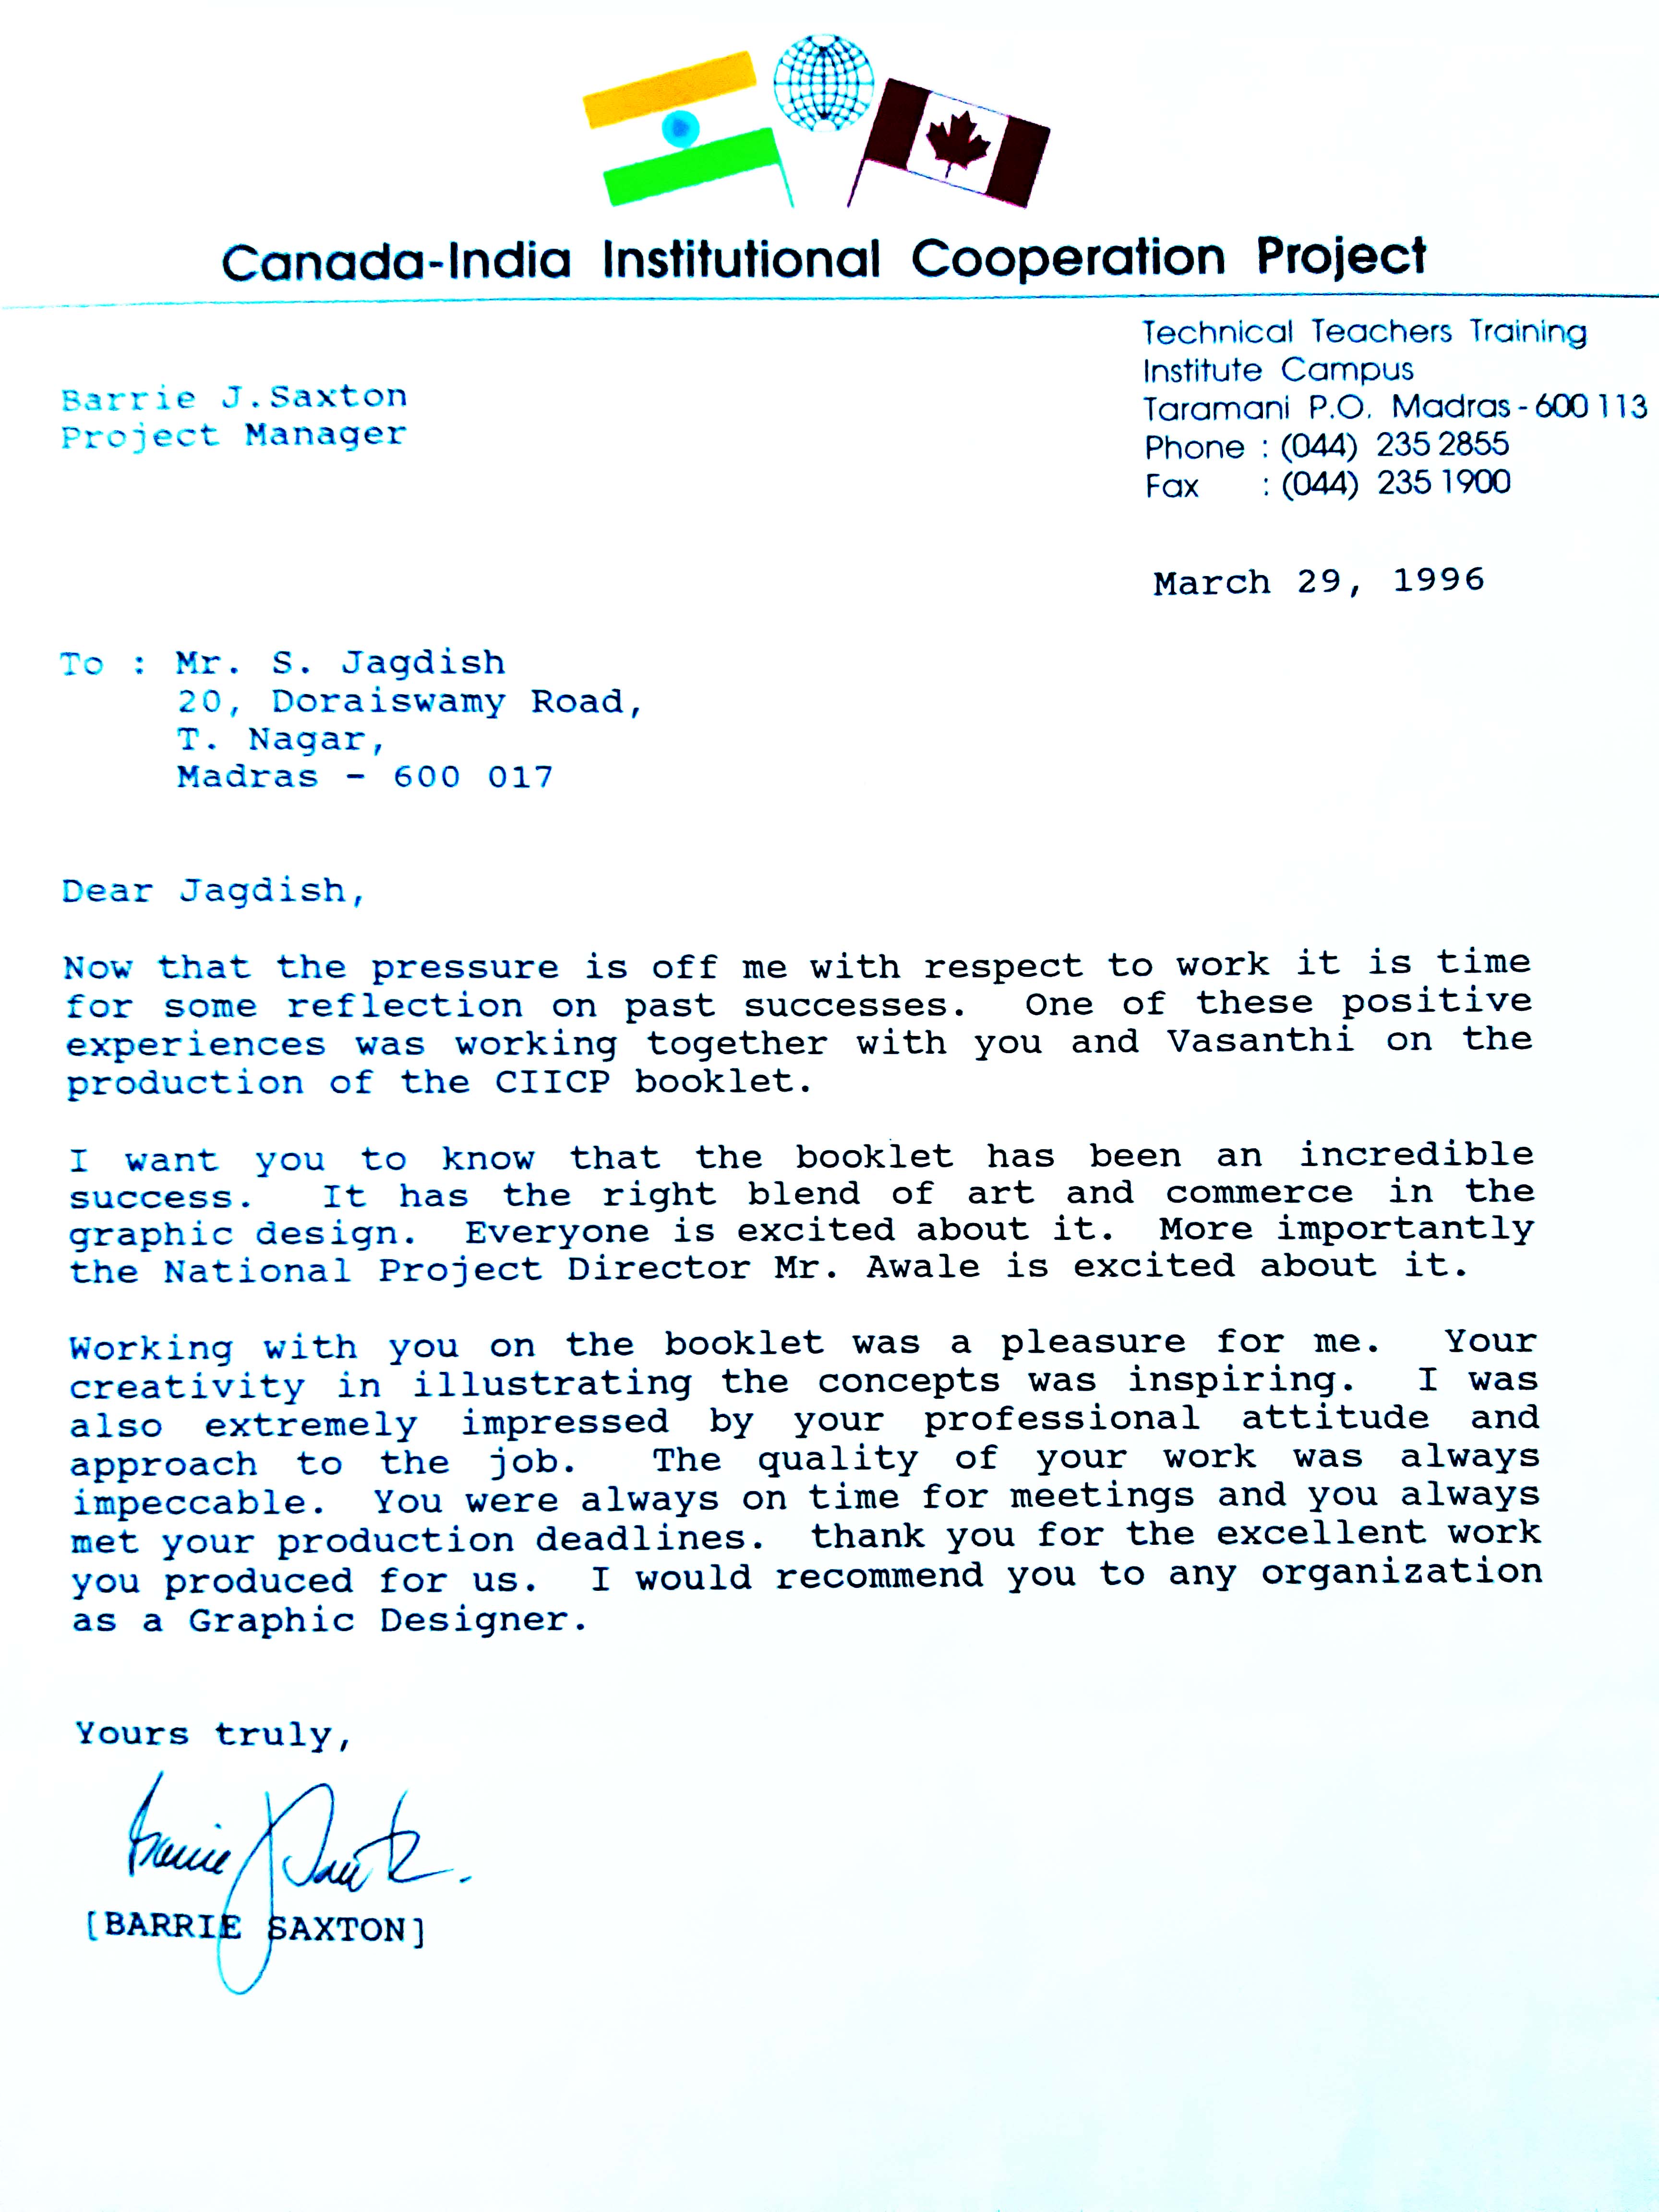 Canada-India Institutional Cooperation Project
Technical Teachers Training
Institute Campus
Taramani P.O. Madras - 600 113
Phone : (044) 235 2855
Fax : (044) 235 1900
Barrie J.Saxton
Project Manager
March 29, 1996
To : Mr. S. Jagdish
20, Doraiswamy Road,
T. Nagar,
Madras - 600 017
Dear Jagdish,
Now that the pressure is off me with respect to work it is time
for some reflection on past successes. One of these positive
experiences was working together with you and Vasanthi on the
production of the CIICP booklet.
I want you to know that the booklet has been an incredible
success. It has the right blend of art and commerce in the
graphic design. Everyone is excited about it. More importantly
the National Project Director Mr. Awale is excited about it.
Working with you on the booklet was a pleasure for me. Your
creativity in illustrating the concepts was inspiring. I was
also extremely impressed by your professional attitude and
approach to the job. The quality of your work was always
impeccable. You were always on time for meetings and you always
met your production deadlines. thank you for the excellent work
you produced for us. I would recommend you to any organization
as a Graphic Designer.
Yours truly,
[BARRIE SAXTON]